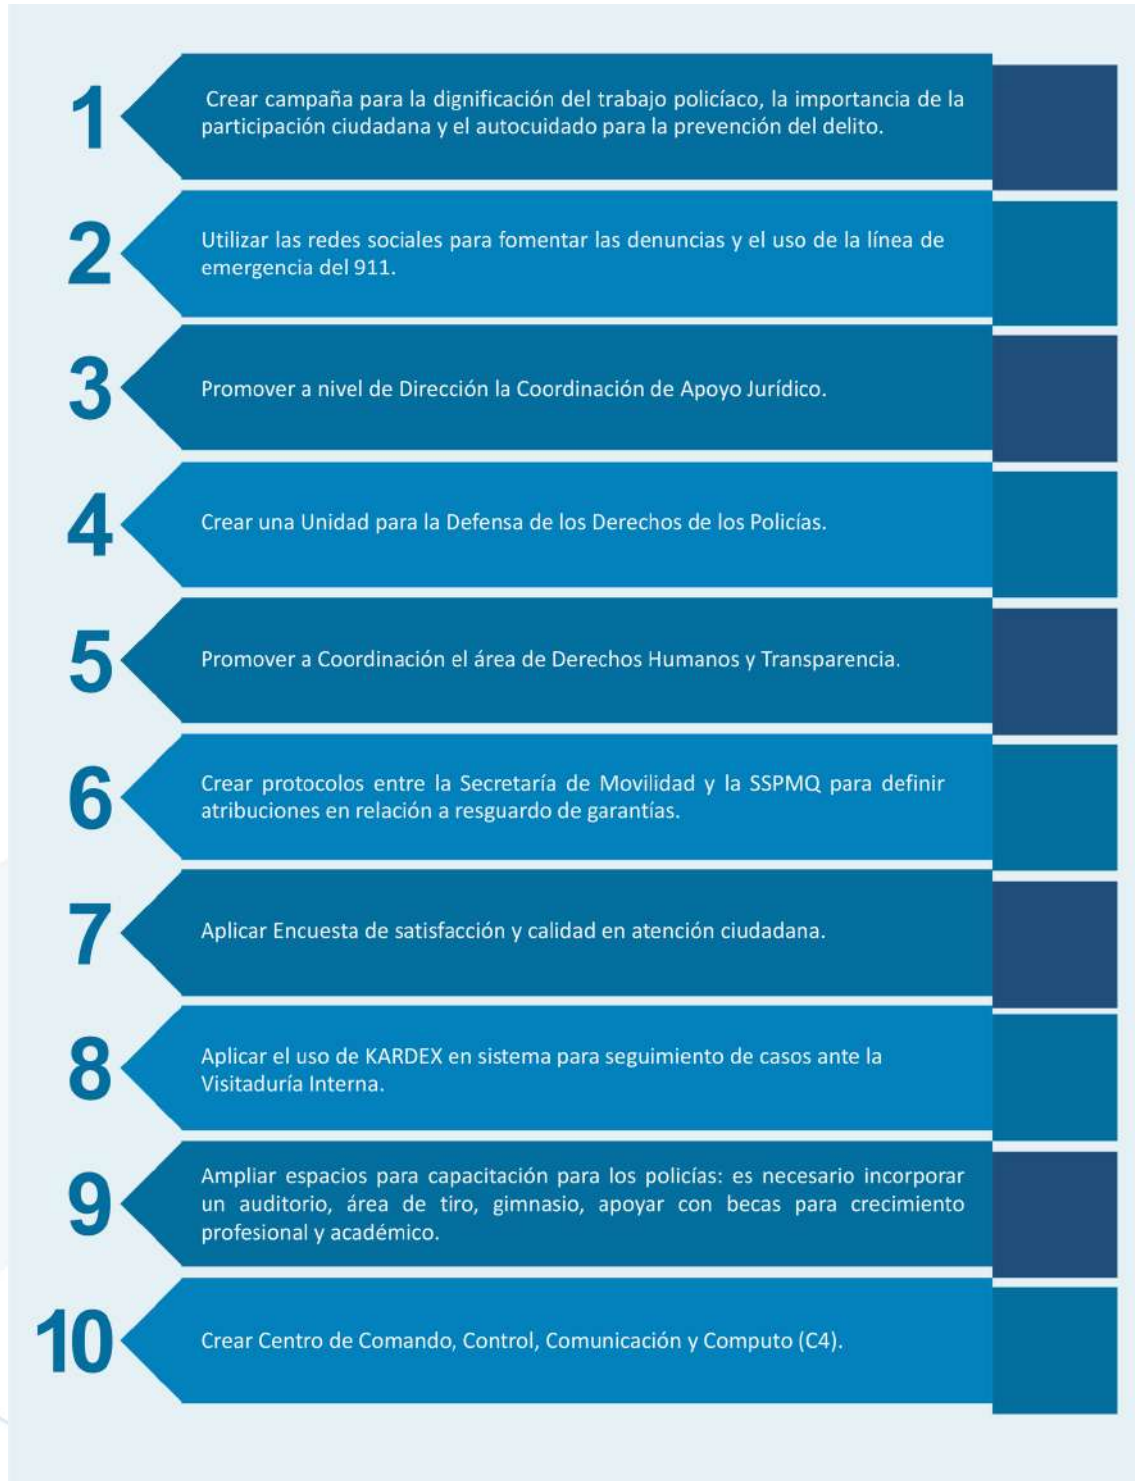 1
Crear campaña para la dignificación del trabajo policíaco, la importancia de la
participación ciudadana y el autocuidado para la prevención del delito.
2
Utilizar las redes sociales para fomentar las denuncias y el uso de la línea de
emergencia del 911.
3
Promover a nivel de Dirección la Coordinación de Apoyo Jurídico.
4
Crear una Unidad para la Defensa de los Derechos de los Policías.
5
Promover a Coordinación el área de Derechos Humanos y Transparencia.
6
Crear protocolos entre la Secretaría de Movilidad y la SSPMQ para definir
atribuciones en relación a resguardo de garantías.
7
Aplicar Encuesta de satisfacción y calidad en atención ciudadana.
8
Aplicar el uso de KARDEX en sistema para seguimiento de casos ante la
Visitaduría Interna.
9
Ampliar espacios para capacitación para los policías: es necesario incorporar
un auditorio, área de tiro, gimnasio, apoyar con becas para crecimiento
profesional y académico.
10
Crear Centro de Comando, Control, Comunicación y Computo (C4).